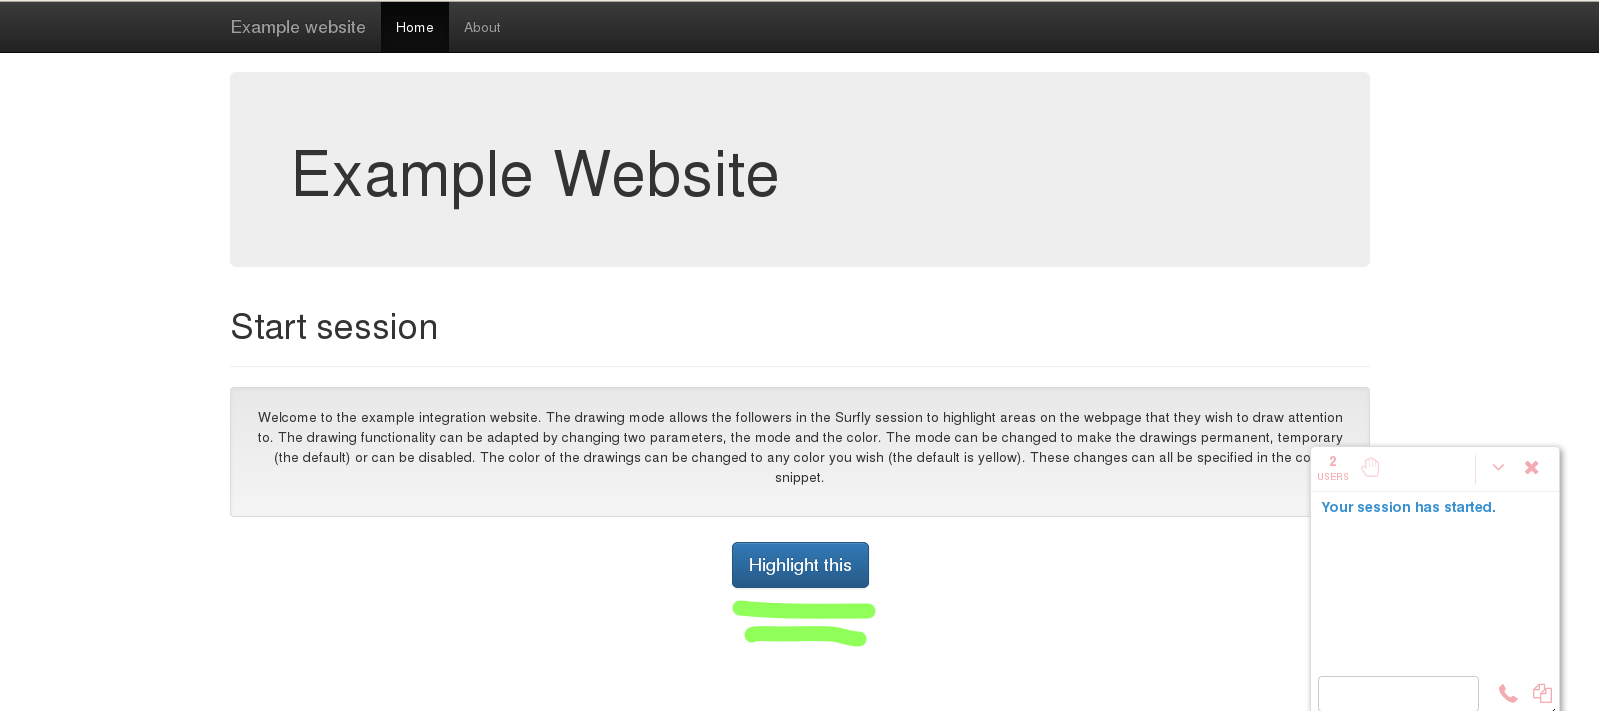 Example website Home About
Example Website
Start session
Welcome to the example integration website. The drawing mode allows the followers in the Surfly session to highlight areas on the webpage that they wish to draw attention
to. The drawing functionality can be adapted by changing two parameters, the mode and the color. The mode can be changed to make the drawings permanent, temporary
(the default) or can be disabled. The color of the drawings can be changed to any color you wish (the default is yellow). These changes can all be specified in the
snippet.
Highlight this
2
USERS
Your session has started.